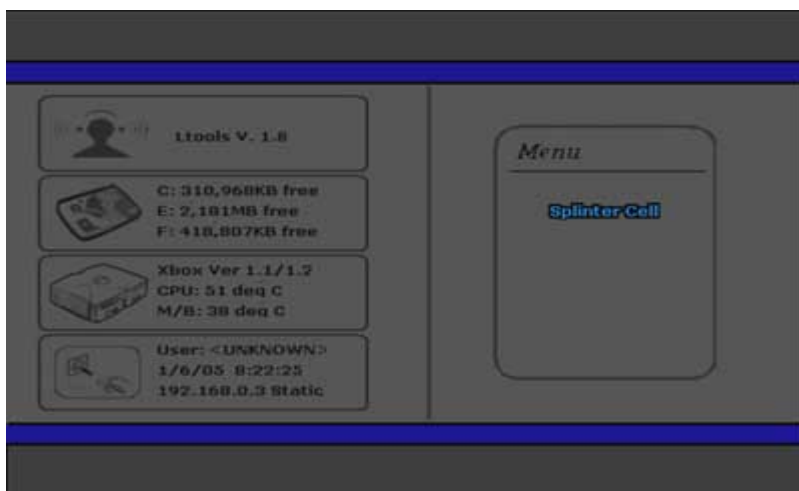 Ltools V. 1.8
C: 310,968KB free
E: 2,181MB free
F: 418,807KB free
Xbox Ver 1.1/1.2
CPU: 51 deg C
M/B: 38 deg C
User: <UNKNOWN>
1/6/05 8:22:25
192.168.0.3 Static
Menu
Splinter Cell